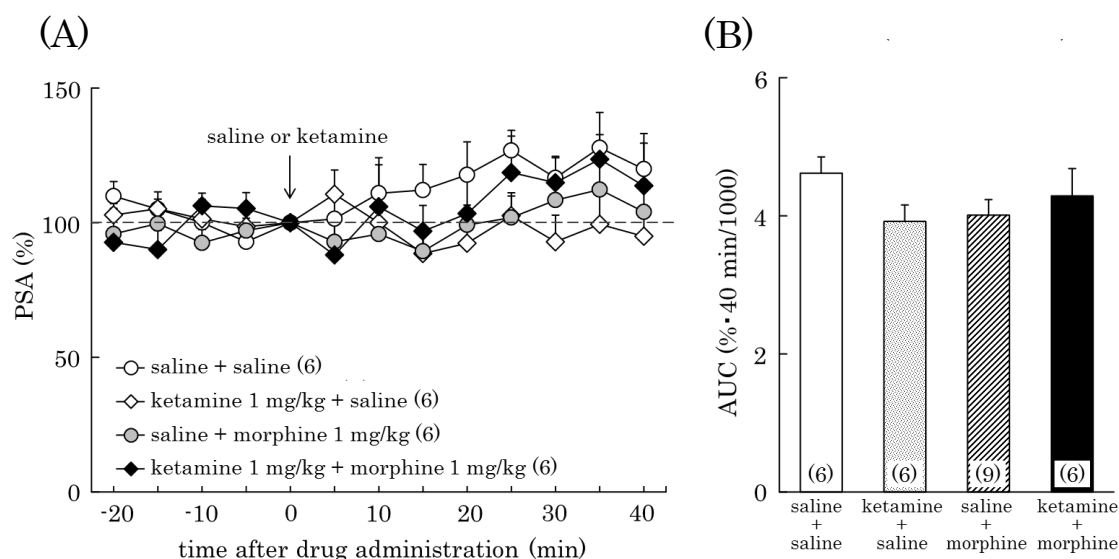 (A)
150
100
50
0
PSA (%)
saline or ketamine
saline + saline (6)
ketamine 1 mg/kg + saline (6)
saline + morphine 1 mg/kg (6)
ketamine 1 mg/kg + morphine 1 mg/kg (6)
-20
-10
0
10
20
30
40
time after drug administration (min)
(B)
6
4
2
0
AUC (%·40 min/1000)
(6)
(6)
(9)
(6)
saline
+
saline
ketamine
+
saline
saline
+
morphine
ketamine
+
morphine